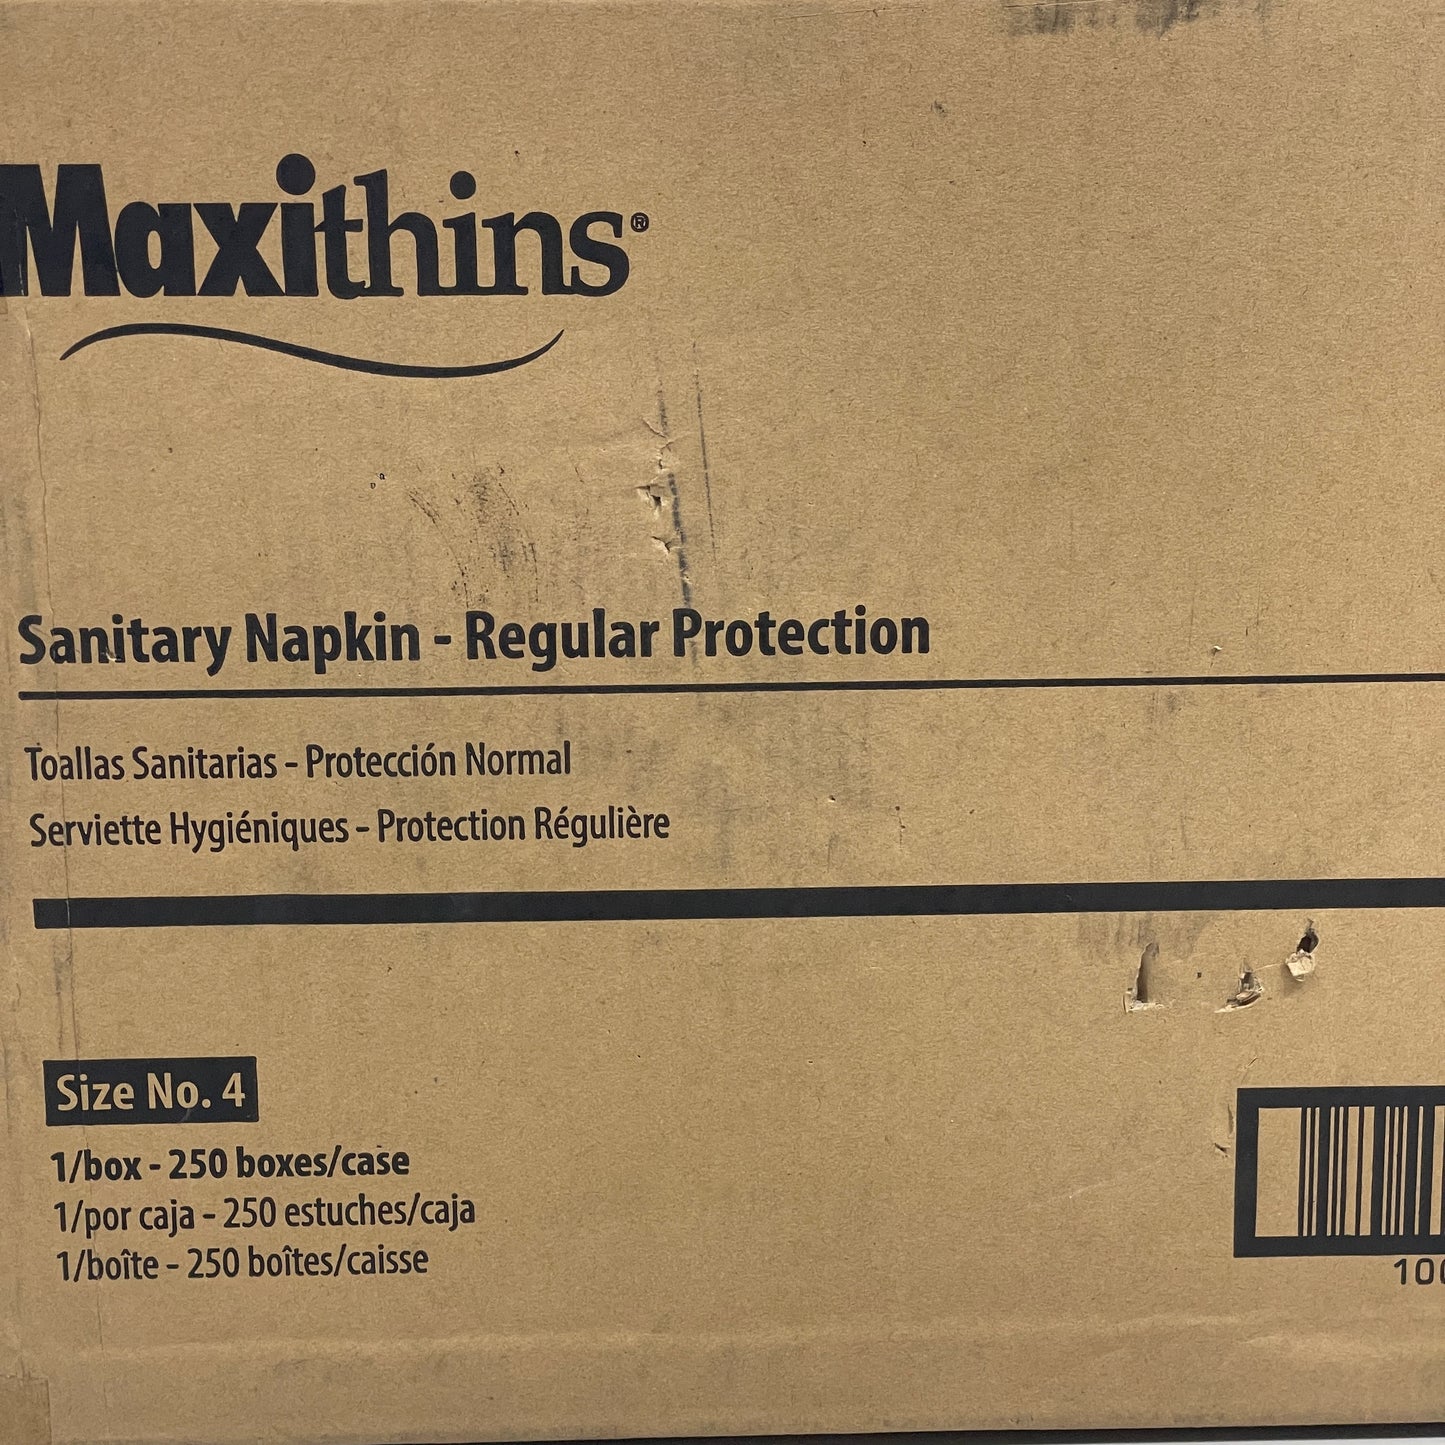 Maxithins®
Sanitary Napkin - Regular Protection
Toallas Sanitarias - Protección Normal
Serviette Hygiéniques - Protection Régulière
Size No. 4
1/box - 250 boxes/case
1/por caja - 250 estuches/caja
1/boîte - 250 boîtes/caisse